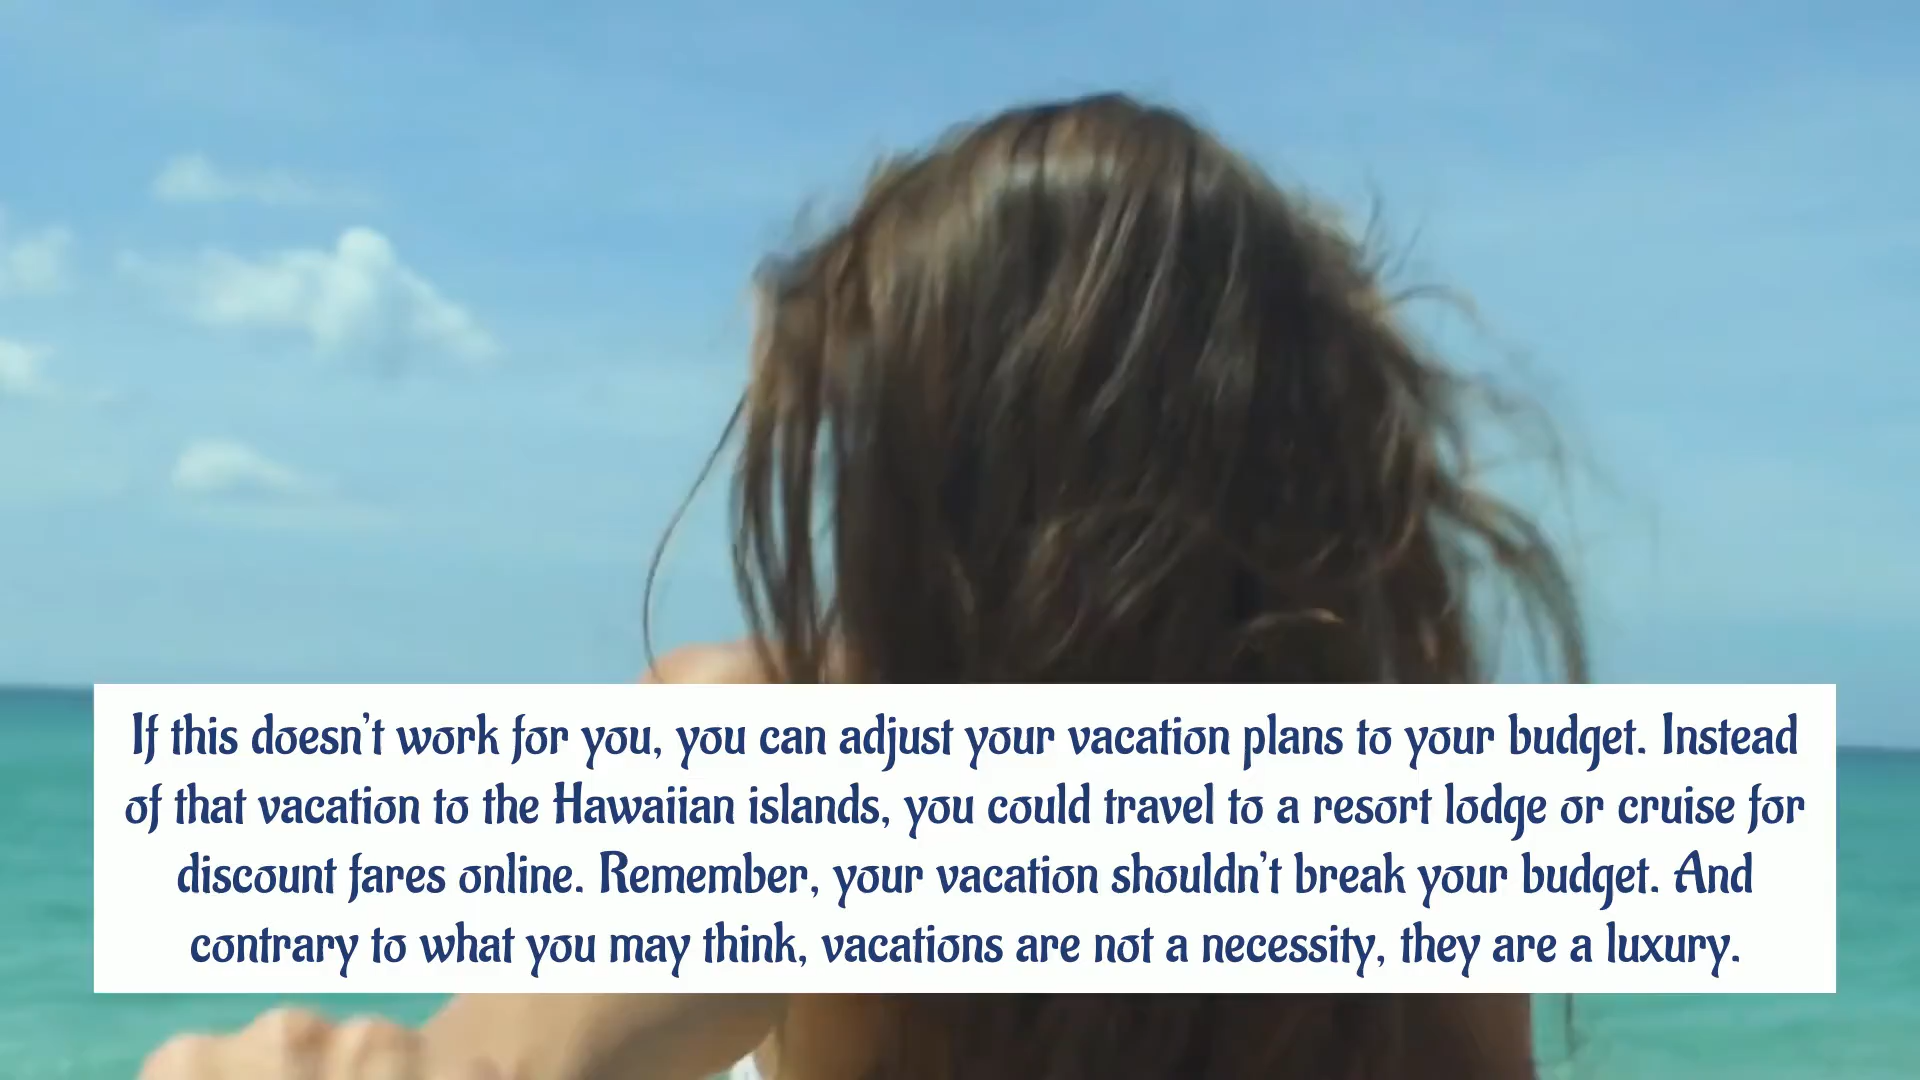 If this doesn't work for you, you can adjust your vacation plans to your budget. Instead
of that vacation to the Hawaiian islands, you could travel to a resort lodge or cruise for
discount fares online. Remember, your vacation shouldn't break your budget. And
contrary to what you may think, vacations are not a necessity, they are a luxury.